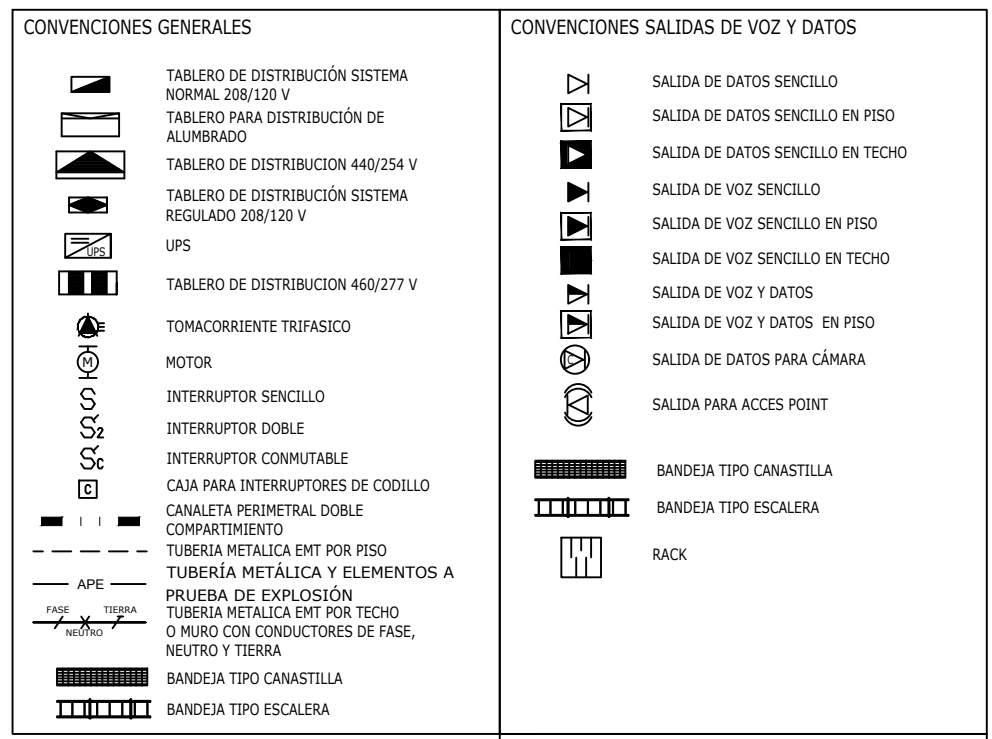 CONVENCIONES GENERALES
TABLERO DE DISTRIBUCIÓN SISTEMA
NORMAL 208/120 V
TABLERO PARA DISTRIBUCIÓN DE
ALUMBRADO
TABLERO DE DISTRIBUCION 440/254 V
TABLERO DE DISTRIBUCIÓN SISTEMA
REGULADO 208/120 V
UPS
UPS
TABLERO DE DISTRIBUCION 460/277 V
TOMACORRIENTE TRIFASICO
M
MOTOR
S
INTERRUPTOR SENCILLO
S2
INTERRUPTOR DOBLE
Sc
INTERRUPTOR CONMUTABLE
C
CAJA PARA INTERRUPTORES DE CODILLO
CANALETA PERIMETRAL DOBLE
COMPARTIMIENTO
TUBERIA METALICA EMT POR PISO
APE
TUBERÍA METÁLICA Y ELEMENTOS A
PRUEBA DE EXPLOSIÓN
FASE
TIERRA
NEUTRO
TUBERIA METALICA EMT POR TECHO
O MURO CON CONDUCTORES DE FASE,
NEUTRO Y TIERRA
BANDEJA TIPO CANASTILLA
BANDEJA TIPO ESCALERA
CONVENCIONES SALIDAS DE VOZ Y DATOS
SALIDA DE DATOS SENCILLO
SALIDA DE DATOS SENCILLO EN PISO
SALIDA DE DATOS SENCILLO EN TECHO
SALIDA DE VOZ SENCILLO
SALIDA DE VOZ SENCILLO EN PISO
SALIDA DE VOZ SENCILLO EN TECHO
SALIDA DE VOZ Y DATOS
SALIDA DE VOZ Y DATOS EN PISO
C
SALIDA DE DATOS PARA CÁMARA
SALIDA PARA ACCES POINT
BANDEJA TIPO CANASTILLA
BANDEJA TIPO ESCALERA
RACK